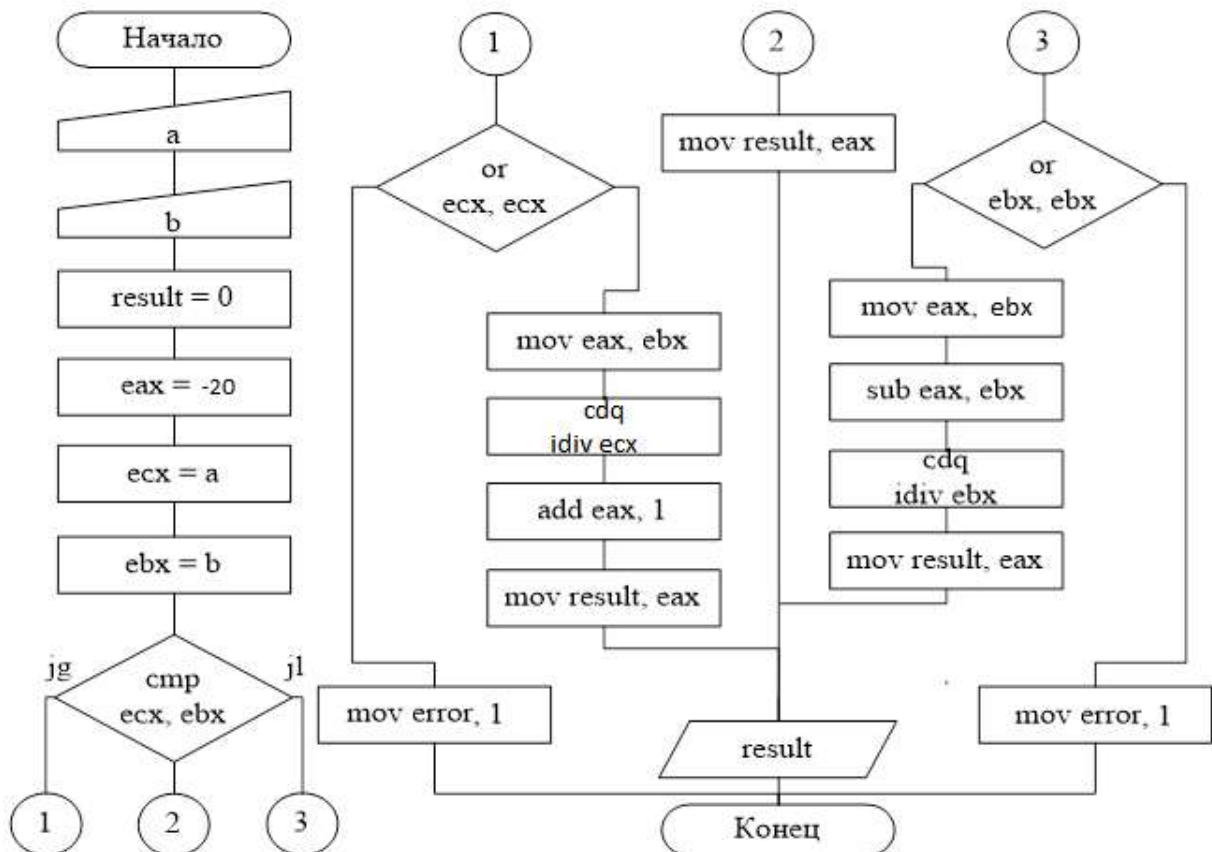 Начало
a
b
result = 0
eax = -20
ecx = a
ebx = b
jg
jl
cmp
ecx, ebx
1
2
3
1
or
ecx, ecx
mov eax, ebx
cdq
idiv ecx
add eax, 1
mov result, eax
mov error, 1
2
mov result, eax
result
Конец
3
or
ebx, ebx
mov eax, ebx
sub eax, ebx
cdq
idiv ebx
mov result, eax
mov error, 1